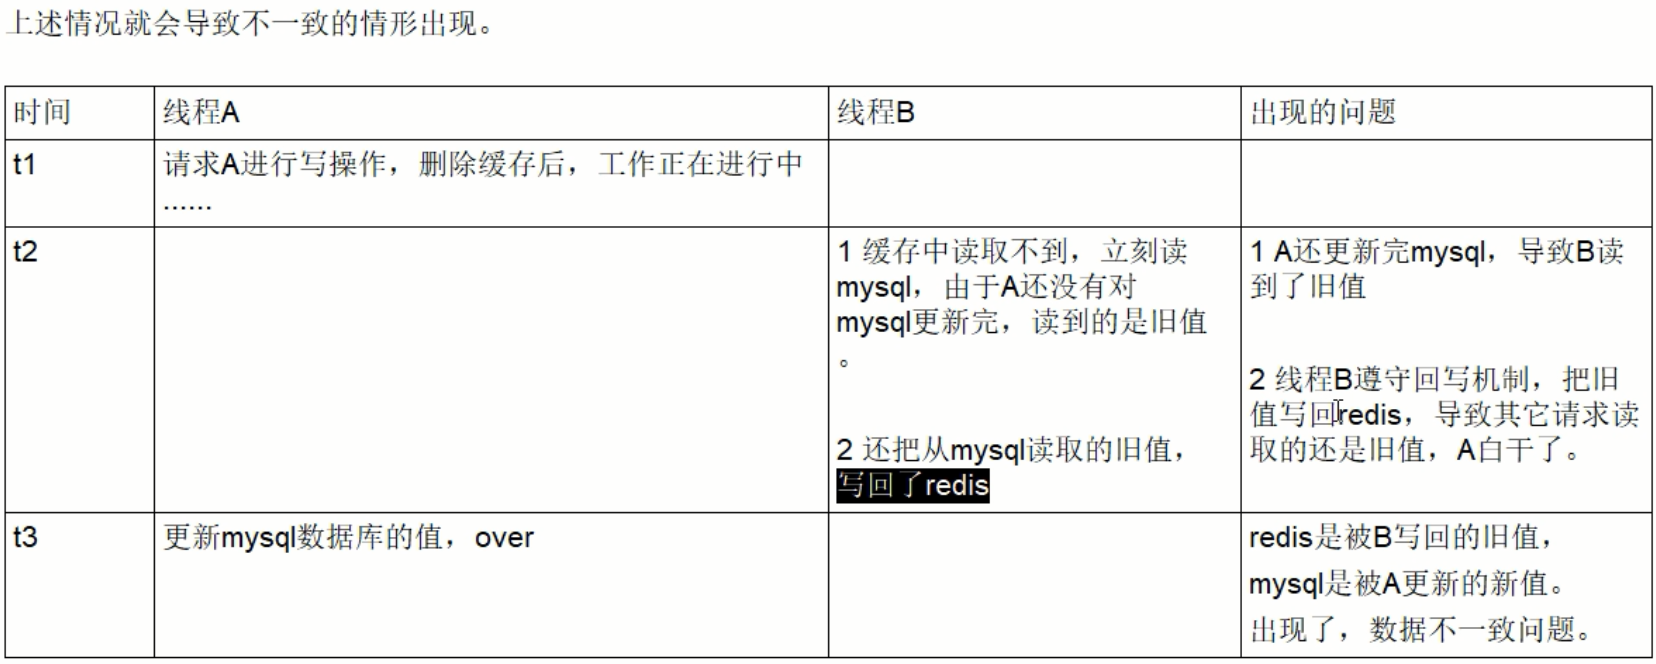 上述情况就会导致不一致的情形出现。
时间
线程A
线程B
出现的问题
t1
请求A进行写操作，删除缓存后，工作正在进行中
......
t2
1 缓存中读取不到，立刻读
mysql，由于A还没有对
mysql更新完，读到的是旧值
。
2 还把从mysql读取的旧值，
写回了redis
1 A还更新完mysql，导致B读
到了旧值
2 线程B遵守回写机制，把旧
值写回redis，导致其它请求读
取的还是旧值，A白干了。
t3
更新mysql数据库的值，over
redis是被B写回的旧值，
mysql是被A更新的新值。
出现了，数据不一致问题。